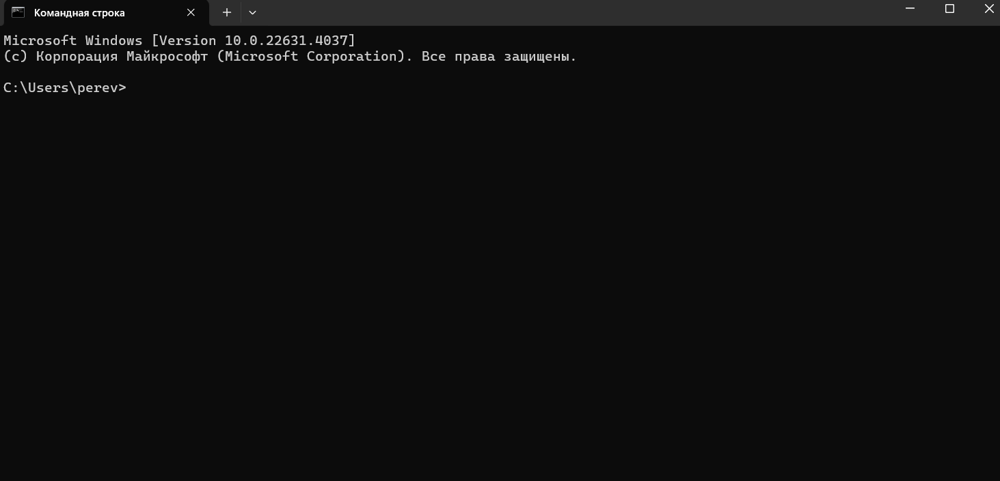 Командная строка
Microsoft Windows [Version 10.0.22631.4037]
(c) Корпорация Майкрософт (Microsoft Corporation). Все права защищены.
C:\Users\perev>